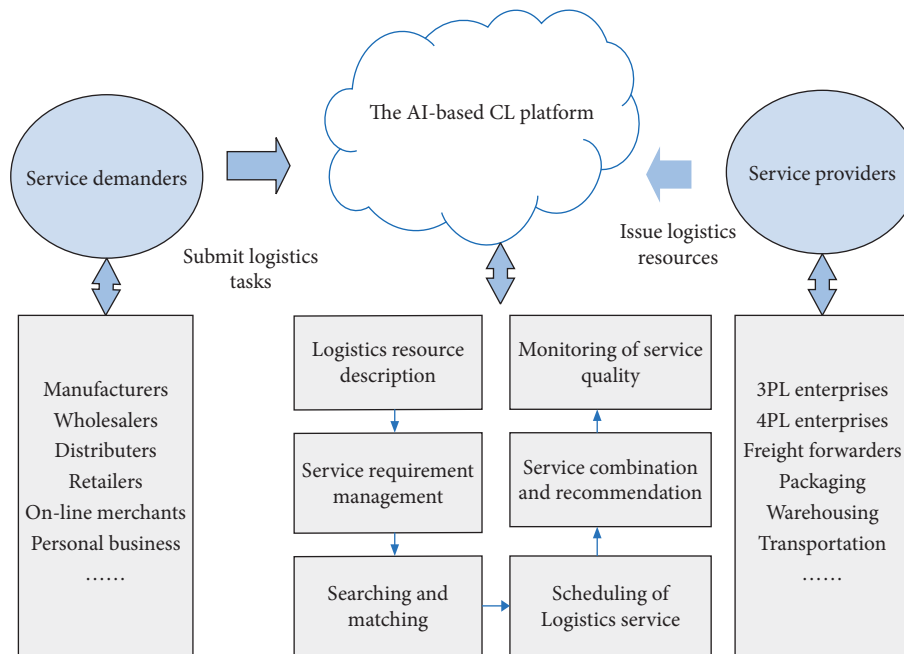 The AI-based CL platform
Service demanders
Service providers
Submit logistics
tasks
Issue logistics
resources
Manufacturers
Wholesalers
Distributers
Retailers
On-line merchants
Personal business
......
Logistics resource
description
Service requirement
management
Searching and
matching
Scheduling of
Logistics service
Service combination
and recommendation
Monitoring of service
quality
3PL enterprises
4PL enterprises
Freight forwarders
Packaging
Warehousing
Transportation
......